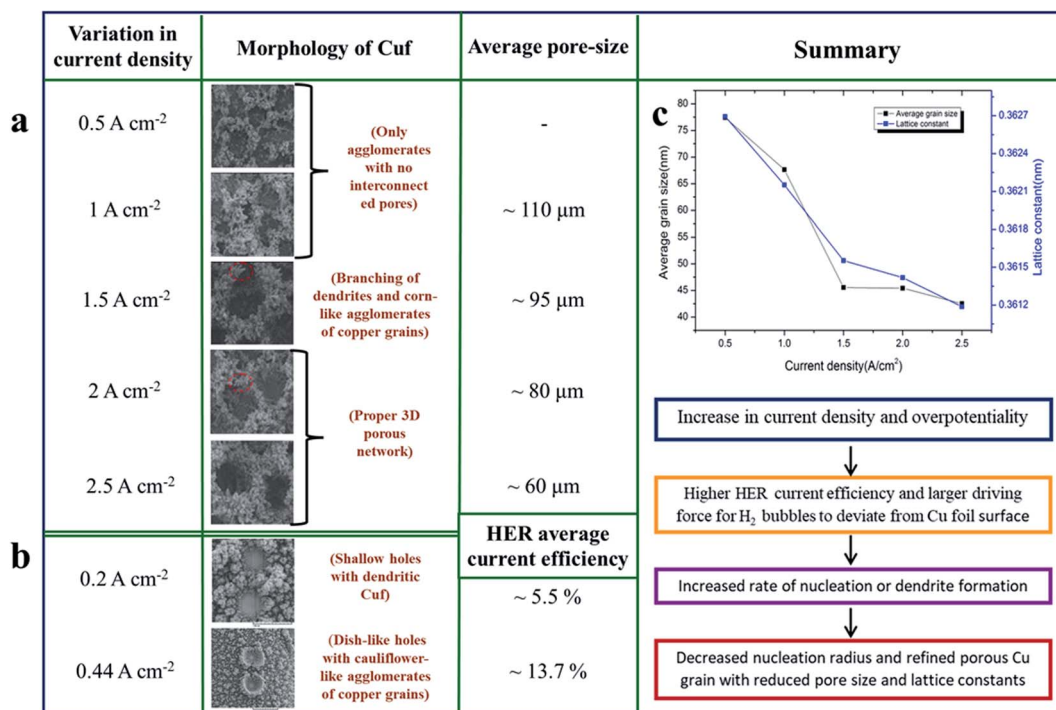 Variation in
current density
Morphology of Cuf
Average pore-size
Summary
a
0.5 A cm-2
(Only
agglomerates
with no
interconnect
ed pores)
-
1 A cm-2
~ 110 μm
1.5 A cm-2
(Branching of
dendrites and corn-
like agglomerates
of copper grains)
~ 95 μm
2 A cm-2
(Proper 3D
porous
network)
~ 80 μm
2.5 A cm-2
~ 60 μm
b
HER average
current efficiency
0.2 A cm-2
(Shallow holes
with dendritic
Cuf)
~ 5.5 %
0.44 A cm-2
(Dish-like holes
with cauliflower-
like agglomerates
of copper grains)
~ 13.7 %
c
Average grain size
Lattice constant
Average grain size(nm)
80
75
70
65
60
55
50
45
40
0.3627
0.3624
0.3621
0.3618
0.3615
0.3612
Lattice constant(nm)
0.5 1.0 1.5 2.0 2.5
Current density(A/cm2)
Increase in current density and overpotentiality
Higher HER current efficiency and larger driving
force for H2 bubbles to deviate from Cu foil surface
Increased rate of nucleation or dendrite formation
Decreased nucleation radius and refined porous Cu
grain with reduced pore size and lattice constants